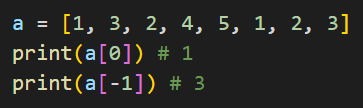 a = [1, 3, 2, 4, 5, 1, 2, 3]
print(a[0]) # 1
print(a[-1]) # 3